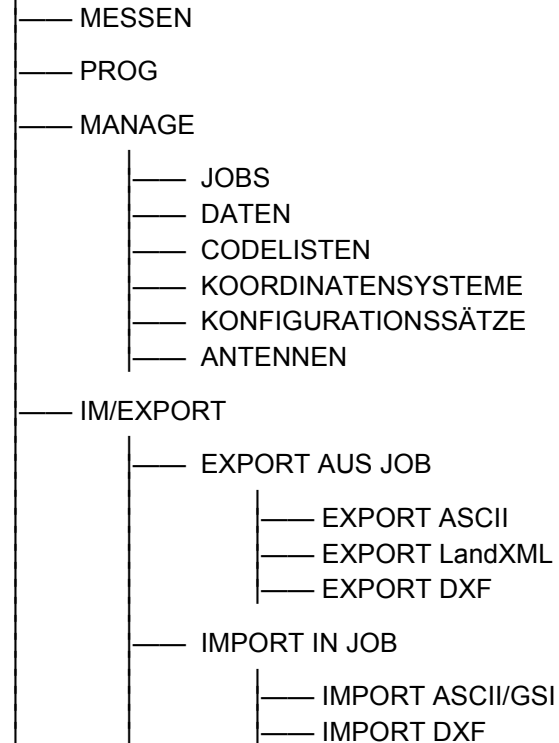 MESSEN
PROG
MANAGE
JOBS
DATEN
CODELISTEN
KOORDINATENSYSTEME
KONFIGURATIONSSÄTZE
ANTENNEN
IM/EXPORT
EXPORT AUS JOB
EXPORT ASCII
EXPORT LandXML
EXPORT DXF
IMPORT IN JOB
IMPORT ASCII/GSI
IMPORT DXF